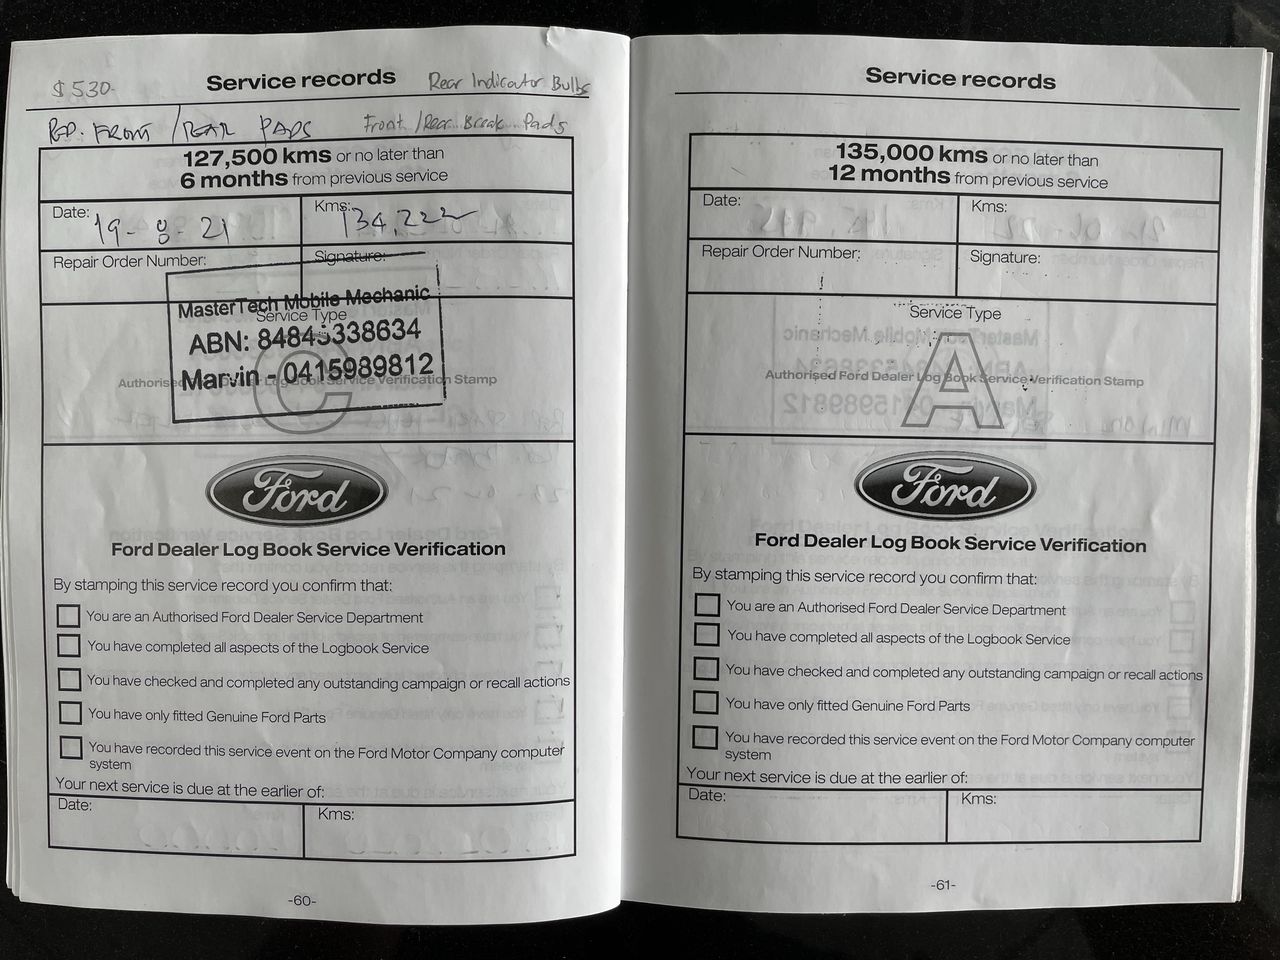 $530-
Service records
Rear Indicator Bulbs
REP. FRONT / REAR PADS
Front / Rear Break Pads
127,500 kms or no later than
6 months from previous service
Date: 19-8-21
Kms: 134,222
Repair Order Number:
Signature:
MasterTech Mobile Mechanic
Service Type
ABN: 84845338634
Marvin - 0415989812
C
Authorised Ford Dealer Log Book Service Verification Stamp
Ford
Ford Dealer Log Book Service Verification
By stamping this service record you confirm that:
You are an Authorised Ford Dealer Service Department
You have completed all aspects of the Logbook Service
You have checked and completed any outstanding campaign or recall actions
You have only fitted Genuine Ford Parts
You have recorded this service event on the Ford Motor Company computer
system
Your next service is due at the earlier of:
Date:
Kms:
-60-
Service records
135,000 kms or no later than
12 months from previous service
Date:
Kms:
Repair Order Number:
Signature:
Service Type
A
Authorised Ford Dealer Log Book Service Verification Stamp
Ford
Ford Dealer Log Book Service Verification
By stamping this service record you confirm that:
You are an Authorised Ford Dealer Service Department
You have completed all aspects of the Logbook Service
You have checked and completed any outstanding campaign or recall actions
You have only fitted Genuine Ford Parts
You have recorded this service event on the Ford Motor Company computer
system
Your next service is due at the earlier of:
Date:
Kms:
-61-